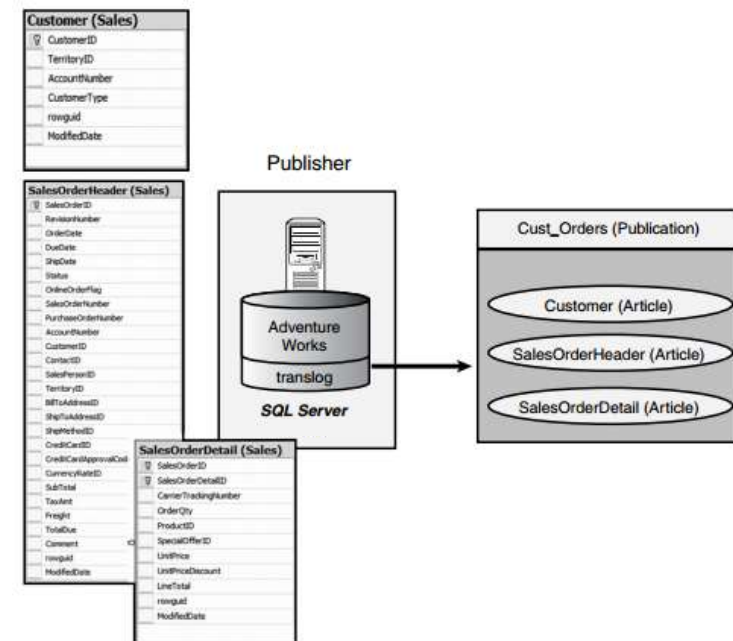 Customer (Sales)
CustomerID
TerritoryID
AccountNumber
CustomerType
rowguid
ModifiedDate
SalesOrderHeader (Sales)
SalesOrderID
RevisionNumber
OrderDate
DueDate
ShipDate
Status
OnlineOrderFlag
SalesOrderNumber
PurchaseOrderNumber
AccountNumber
CustomerID
ContactID
SalesPersonID
TerritoryID
BillToAddressID
ShipToAddressID
ShipMethodID
CreditCardID
CreditCardApprovalCod
CurrencyRateID
SubTotal
TaxAmt
Freight
TotalDue
Comment
rowguid
ModifiedDate
SalesOrderDetail (Sales)
SalesOrderID
SalesOrderDetailID
CarrierTrackingNumber
OrderQty
ProductID
SpecialOfferID
UnitPrice
UnitPriceDiscount
LineTotal
rowguid
ModifiedDate
Publisher
Adventure
Works
translog
SQL Server
Cust_Orders (Publication)
Customer (Article)
SalesOrderHeader (Article)
SalesOrderDetail (Article)